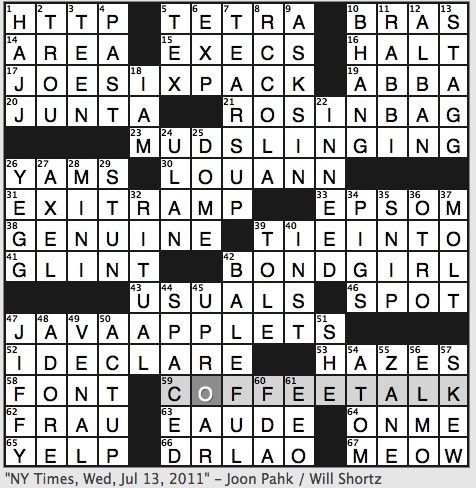 1 2 3 4 5 6 7 8 9 10 11 12 13
H T T P T E T R A B R A S
14 15 16
A R E A E X E C S H A L T
17 18 19
J O E S I X P A C K A B B A
20 21 22
J U N T A R O S I N B A G
23 24 25
M U D S L I N G I N G
26 27 28 29 30
Y A M S L O U A N N
31 32 33 34 35 36 37
E X I T R A M P E P S O M
38 39 40
G E N U I N E T I E I N T O
41 42
G L I N T B O N D G I R L
43 44 45 46
U S U A L S S P O T
47 48 49 50 51
J A V A A P P L E T S
52 53 54 55 56 57
I D E C L A R E H A Z E S
58 59 60 61
F O N T C O F F E E T A L K
62 63 64
F R A U E A U D E O N M E
65 66 67
Y E L P D R L A O M E O W
"NY Times, Wed, Jul 13, 2011" - Joon Pahk / Will Shortz